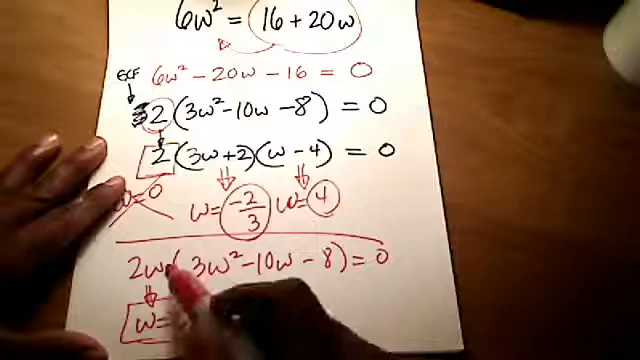 6w² = 16 + 20w
GCF 6w² - 20w - 16 = 0
2(3w² - 10w - 8) = 0
2(3w + 2)(w - 4) = 0
w = 0 w = -2/3 w = 4
2w(3w² - 10w - 8) = 0
w =